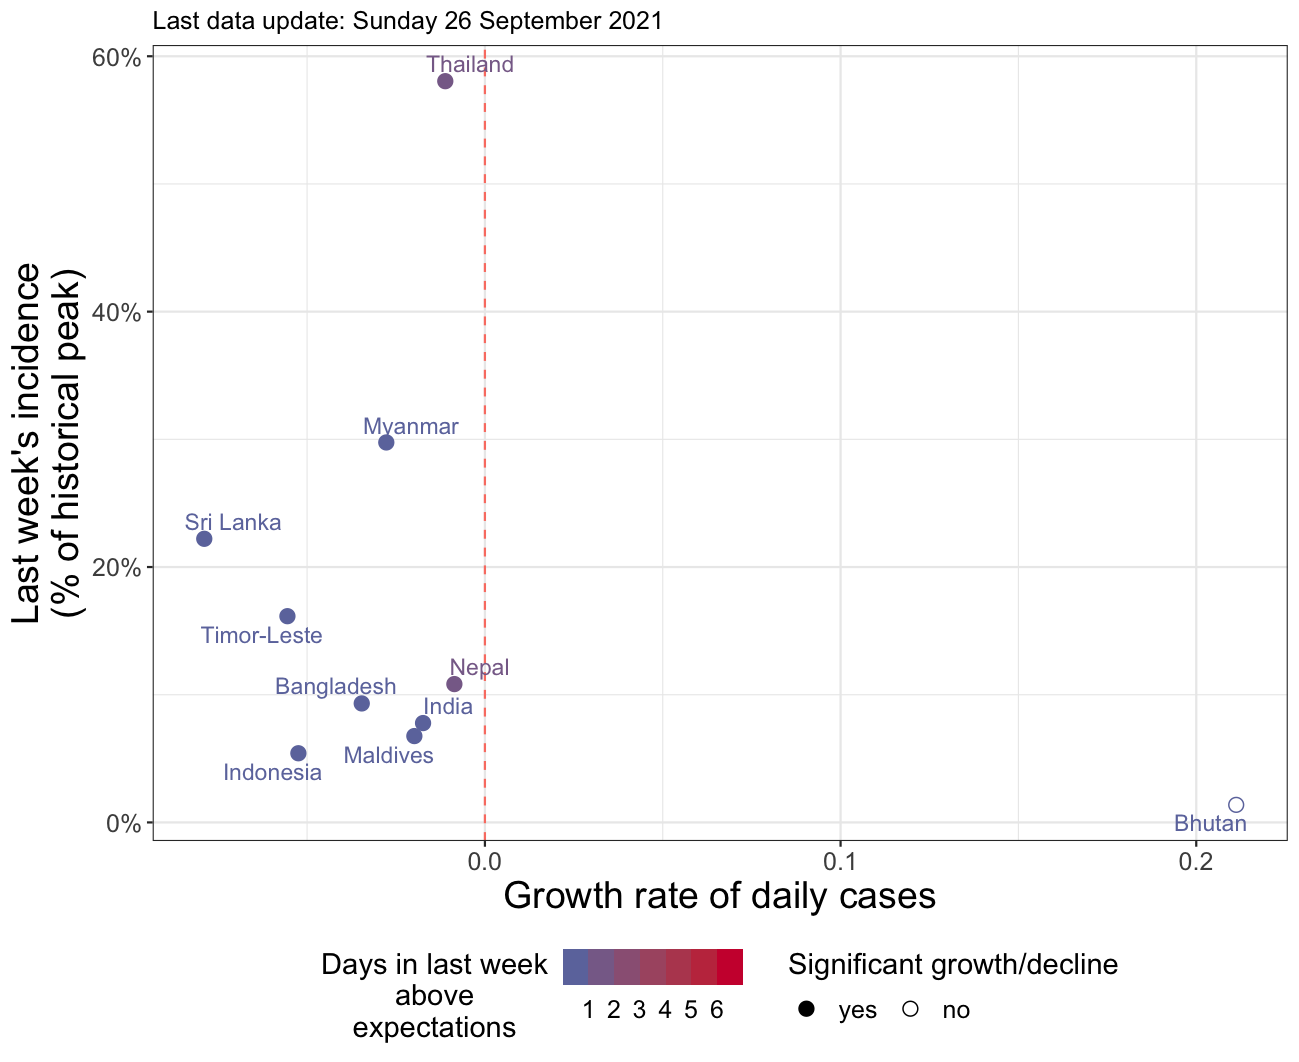 Last data update: Sunday 26 September 2021
Last week's incidence
(% of historical peak)
60%
40%
20%
0%
Thailand
Myanmar
Sri Lanka
Timor-Leste
Nepal
Bangladesh
India
Maldives
Indonesia
Bhutan
0.0 0.1 0.2
Growth rate of daily cases
Days in last week
above
expectations
1 2 3 4 5 6
Significant growth/decline
yes no